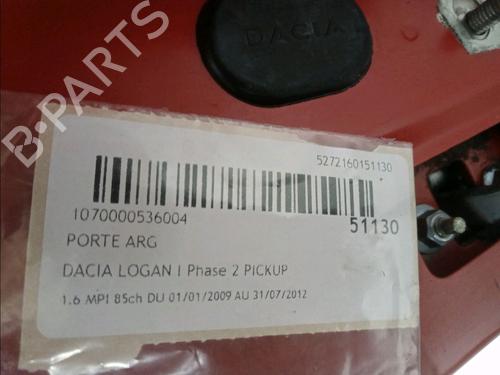 DACIA
B-PARTS
5272160151130
1070000536004
51130
PORTE ARG
DACIA LOGAN I Phase 2 PICKUP
1.6 MPI 85ch DU 01/01/2009 AU 31/07/2012